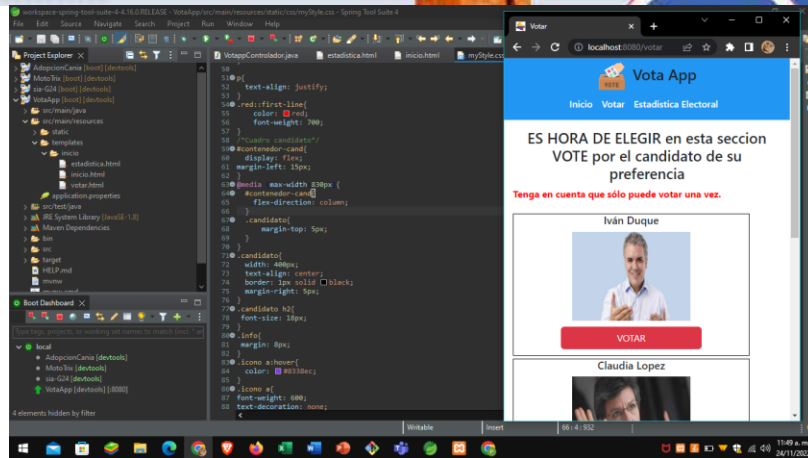 workspace-spring-tool-suite-4-4.16.0.RELEASE - VotaApp/src/main/resources/static/css/myStyle.css - Spring Tool Suite 4
File Edit Source Navigate Search Project Run Window Help
Project Explorer
AdopcionCania [boot] [devtools]
MotoTrix [boot] [devtools]
sia-G24 [boot] [devtools]
VotaApp [boot] [devtools]
src/main/java
src/main/resources
static
templates
inicio
estadistica.html
inicio.html
votar.html
application.properties
src/test/java
JRE System Library [JavaSE-1.8]
Maven Dependencies
bin
src
target
HELP.md
mvnw
Boot Dashboard
Type tags, projects, or working set names to match (incl. * an
local
AdopcionCania [devtools]
MotoTrix [devtools]
sia-G24 [devtools]
VotaApp [devtools] [:8080]
4 elements hidden by filter
VotappControlador.java estadistica.html inicio.html myStyle.css
50
51 p{
52 text-align: justify;
53 }
54 .red::first-line{
55 color: red;
56 font-weight: 700;
57 }
58 /*Cuadro candidato*/
59 #contenedor-cand{
60 display: flex;
61 margin-left: 15px;
62 }
63 @media max-width 830px {
64 #contenedor-cand{
65 flex-direction: column;
66 }
67 .candidato{
68 margin-top: 5px;
69 }
70 }
71 .candidato{
72 width: 400px;
73 text-align: center;
74 border: 1px solid black;
75 margin-right: 5px;
76 }
77 .candidato h2{
78 font-size: 18px;
79 }
80 .info{
81 margin: 8px;
82 }
83 .icono a:hover{
84 color: #8338ec;
85 }
86 .icono a{
87 font-weight: 600;
88 text-decoration: none;
Writable Insert 66 : 4 : 932
Votar
localhost:8080/votar
VOTE
Vota App
Inicio Votar Estadistica Electoral
ES HORA DE ELEGIR en esta seccion
VOTE por el candidato de su
preferencia
Tenga en cuenta que sólo puede votar una vez.
Iván Duque
VOTAR
Claudia Lopez
11:49 a. m.